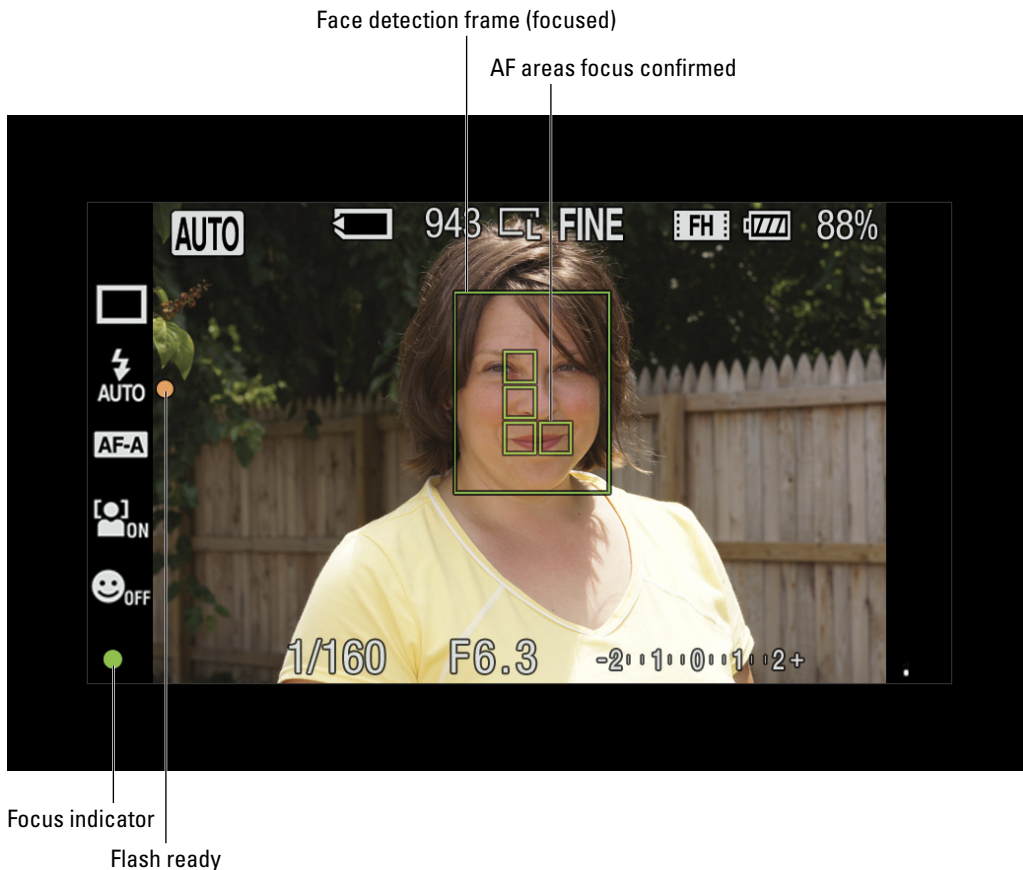 Face detection frame (focused)
AF areas focus confirmed
AUTO 943 L FINE FH 88%
AUTO
AF-A
ON
OFF
1/160 F6.3 -2 1 0 1 2+
Focus indicator
Flash ready